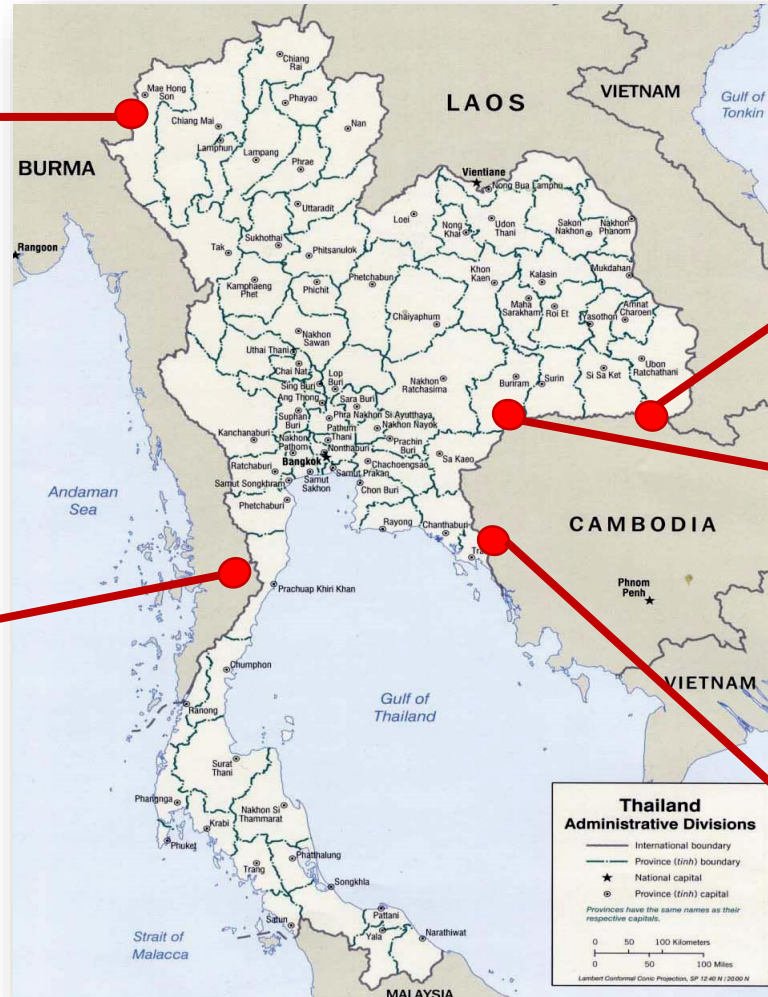 Chiang
Rai
LAOS
VIETNAM
Gulf of
Tonkin
Mae Hong
Son
Phayao
Chiang Mai
Nan
Lamphun
Lampang
Phrae
BURMA
Vientiane
Nong Bua Lamphu
Uttaradit
Loei
Nong
Khai
Udon
Thani
Sakon
Nakhon
Nakhon
Phanom
Rangoon
Tak
Sukhothai
Phitsanulok
Phetchabun
Khon
Kaen
Kalasin
Mukdahan
Kamphaeng
Phet
Phichit
Maha
Sarakham
Roi Et
Yasothon
Amnat
Charoen
Chaiyaphum
Nakhon
Sawan
Uthai Thani
Chai Nat
Lop
Buri
Sing Buri
Nakhon
Ratchasima
Buriram
Surin
Si Sa Ket
Ubon
Ratchathani
Ang Thong
Sara Buri
Suphan
Buri
Phra Nakhon Si Ayutthaya
Pathum
Thani
Nakhon Nayok
Kanchanaburi
Nakhon
Pathom
Nonthaburi
Prachin
Buri
Ratchaburi
Bangkok
Chachoengsao
Sa Kaeo
Samut Songkhram
Samut
Sakhon
Samut Prakan
Chon Buri
Phetchaburi
Andaman
Sea
Rayong
Chanthaburi
CAMBODIA
Prachuap Khiri Khan
Phnom
Penh
Chumphon
VIETNAM
Gulf of
Thailand
Ranong
Surat
Thani
Phangnga
Nakhon Si
Thammarat
Krabi
Phuket
Phatthalung
Trang
Songkhla
Satun
Pattani
Strait of
Malacca
Yala
Narathiwat
MALAYSIA
Thailand
Administrative Divisions
International boundary
Province (tinh) boundary
National capital
Province (tinh) capital
Provinces have the same names as their
respective capitals.
0 50 100 Kilometers
0 50 100 Miles
Lambert Conformal Conic Projection, SP 12 40 N / 20 00 N